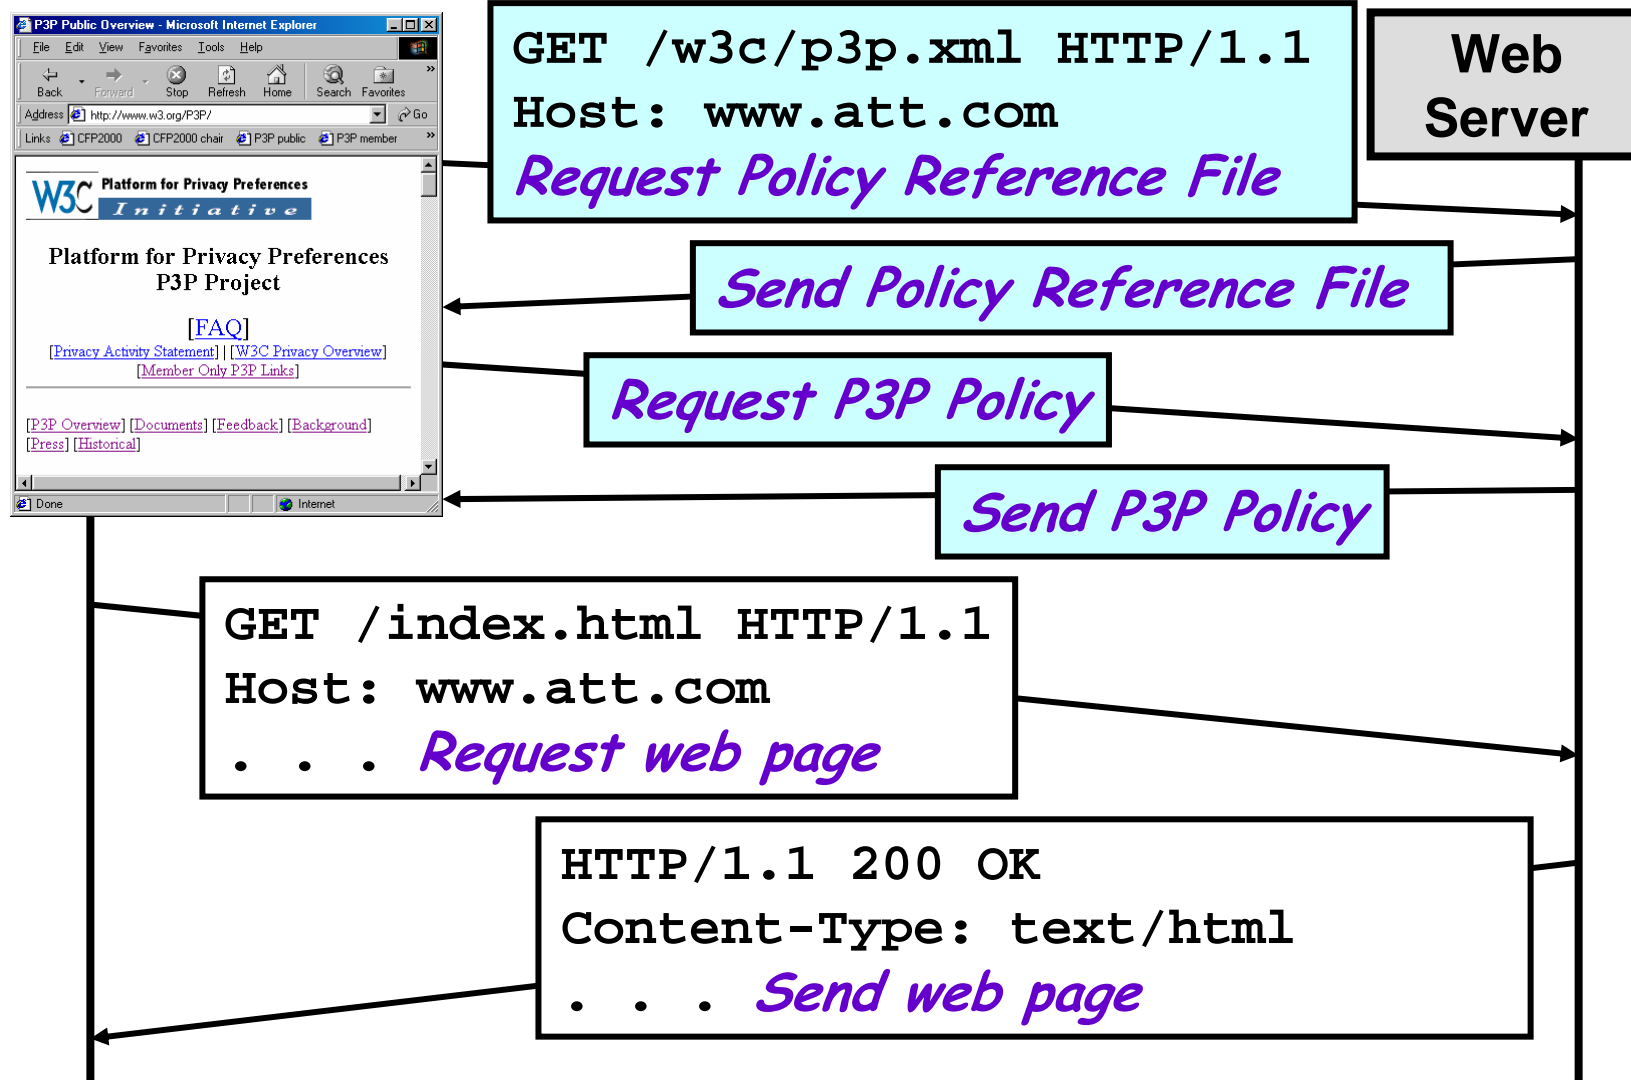 P3P Public Overview - Microsoft Internet Explorer
File Edit View Favorites Tools Help
Back Forward Stop Refresh Home Search Favorites »
Address http://www.w3.org/P3P/ Go
Links CFP2000 CFP2000 chair P3P public P3P member »
W3C Platform for Privacy Preferences
Initiative
Platform for Privacy Preferences
P3P Project
[FAQ]
[Privacy Activity Statement] | [W3C Privacy Overview]
[Member Only P3P Links]
[P3P Overview] [Documents] [Feedback] [Background]
[Press] [Historical]
Done Internet
GET /w3c/p3p.xml HTTP/1.1
Host: www.att.com
Request Policy Reference File
Web
Server
Send Policy Reference File
Request P3P Policy
Send P3P Policy
GET /index.html HTTP/1.1
Host: www.att.com
. . . Request web page
HTTP/1.1 200 OK
Content-Type: text/html
. . . Send web page